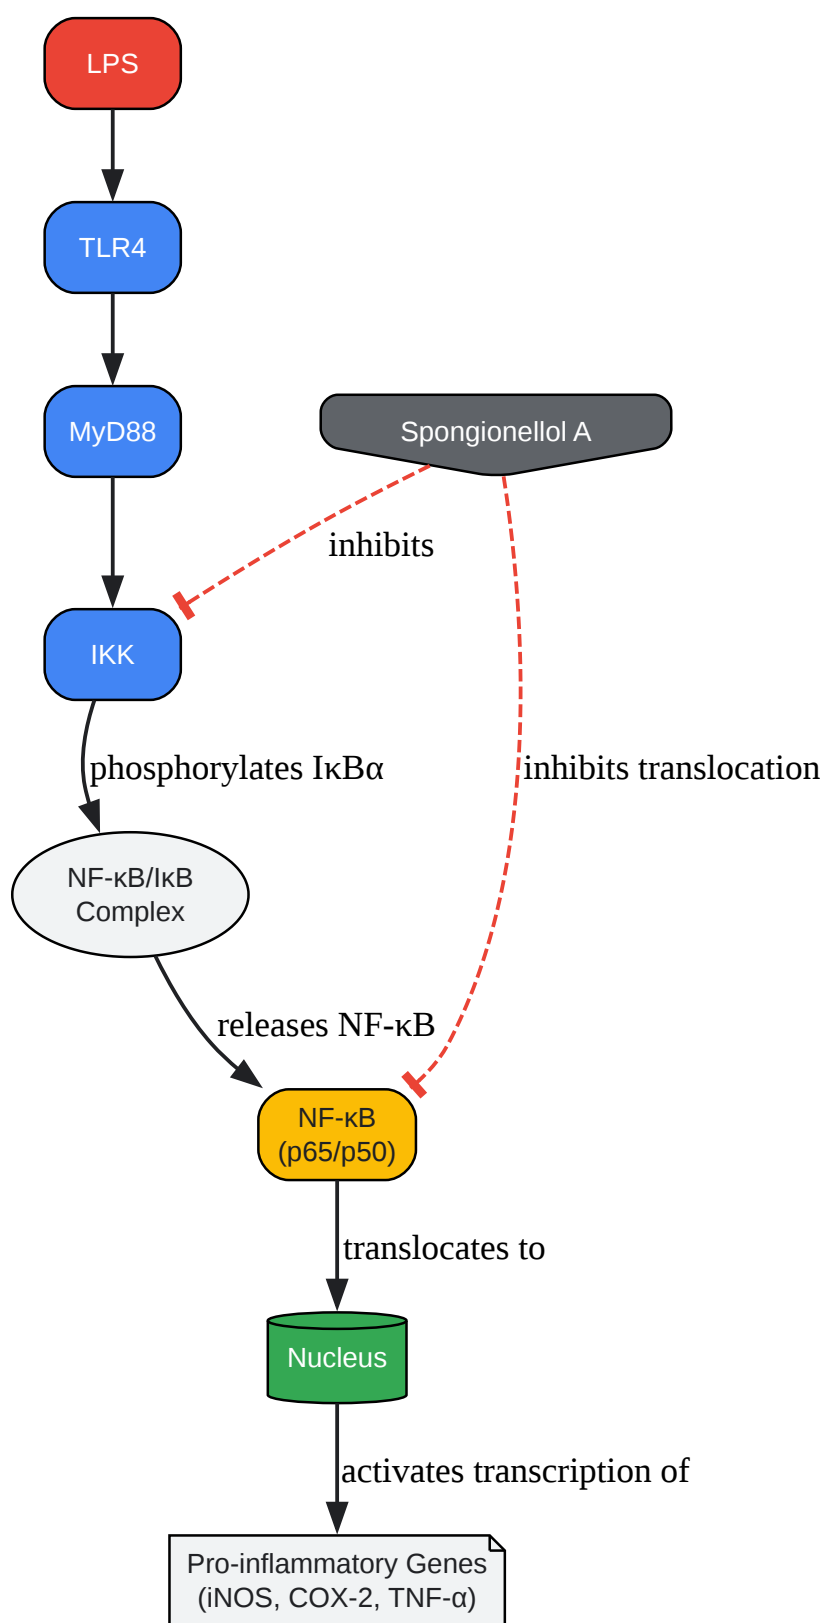 LPS
TLR4
MyD88
Spongionellol A
inhibits
IKK
phosphorylates IκBα
inhibits translocation
NF-κB/IκB
Complex
releases NF-κB
NF-κB
(p65/p50)
translocates to
Nucleus
activates transcription of
Pro-inflammatory Genes
(iNOS, COX-2, TNF-α)